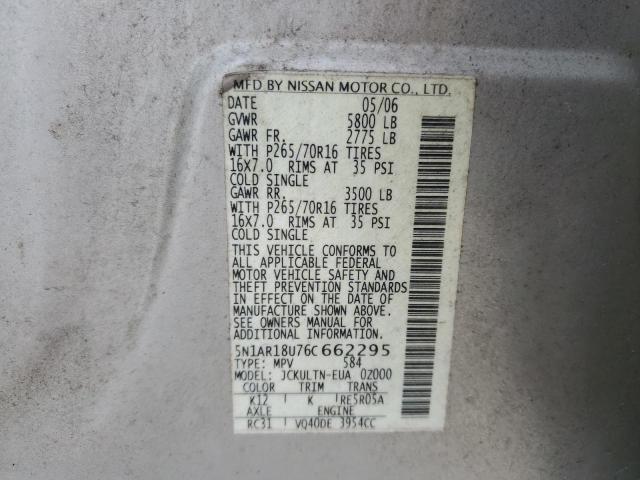 MFD BY NISSAN MOTOR CO., LTD.
DATE 05/06
GVWR 5800 LB
GAWR FR. 2775 LB
WITH P265/70R16 TIRES
16X7.0 RIMS AT 35 PSI
COLD SINGLE
GAWR RR. 3500 LB
WITH P265/70R16 TIRES
16X7.0 RIMS AT 35 PSI
COLD SINGLE
THIS VEHICLE CONFORMS TO
ALL APPLICABLE FEDERAL
MOTOR VEHICLE SAFETY AND
THEFT PREVENTION STANDARDS
IN EFFECT ON THE DATE OF
MANUFACTURE SHOWN ABOVE.
SEE OWNERS MANUAL FOR
ADDITIONAL INFORMATION.
5N1AR18U76C662295
TYPE: MPV 584
MODEL: JCKULTN-EUA 0Z000
COLOR TRIM TRANS
K12 K RE5R05A
AXLE ENGINE
RC31 VQ40DE 3954CC